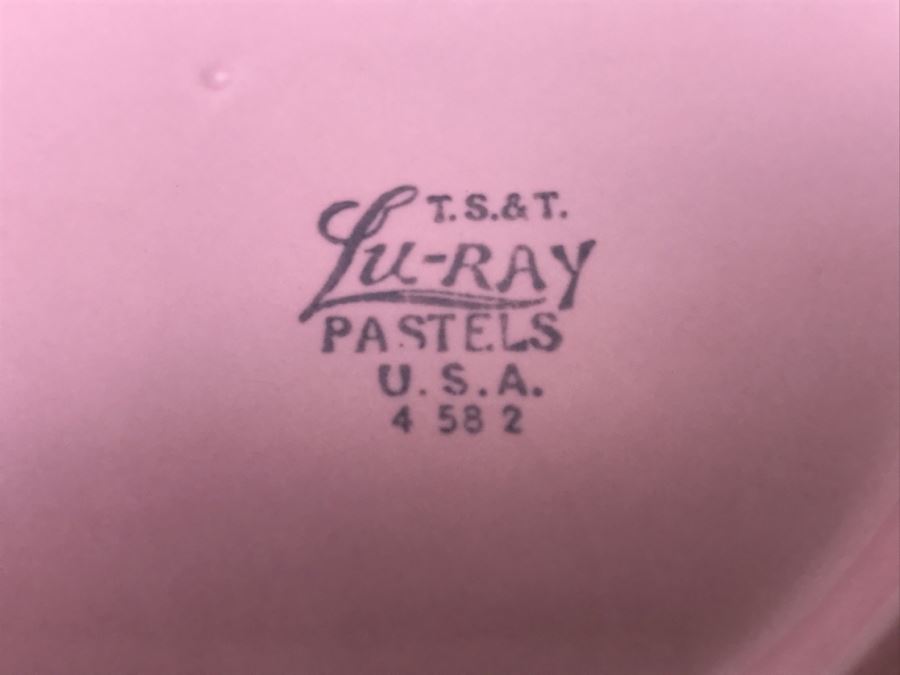 T.S.&T.
Lu-RAY
PASTELS
U.S.A.
4 58 2